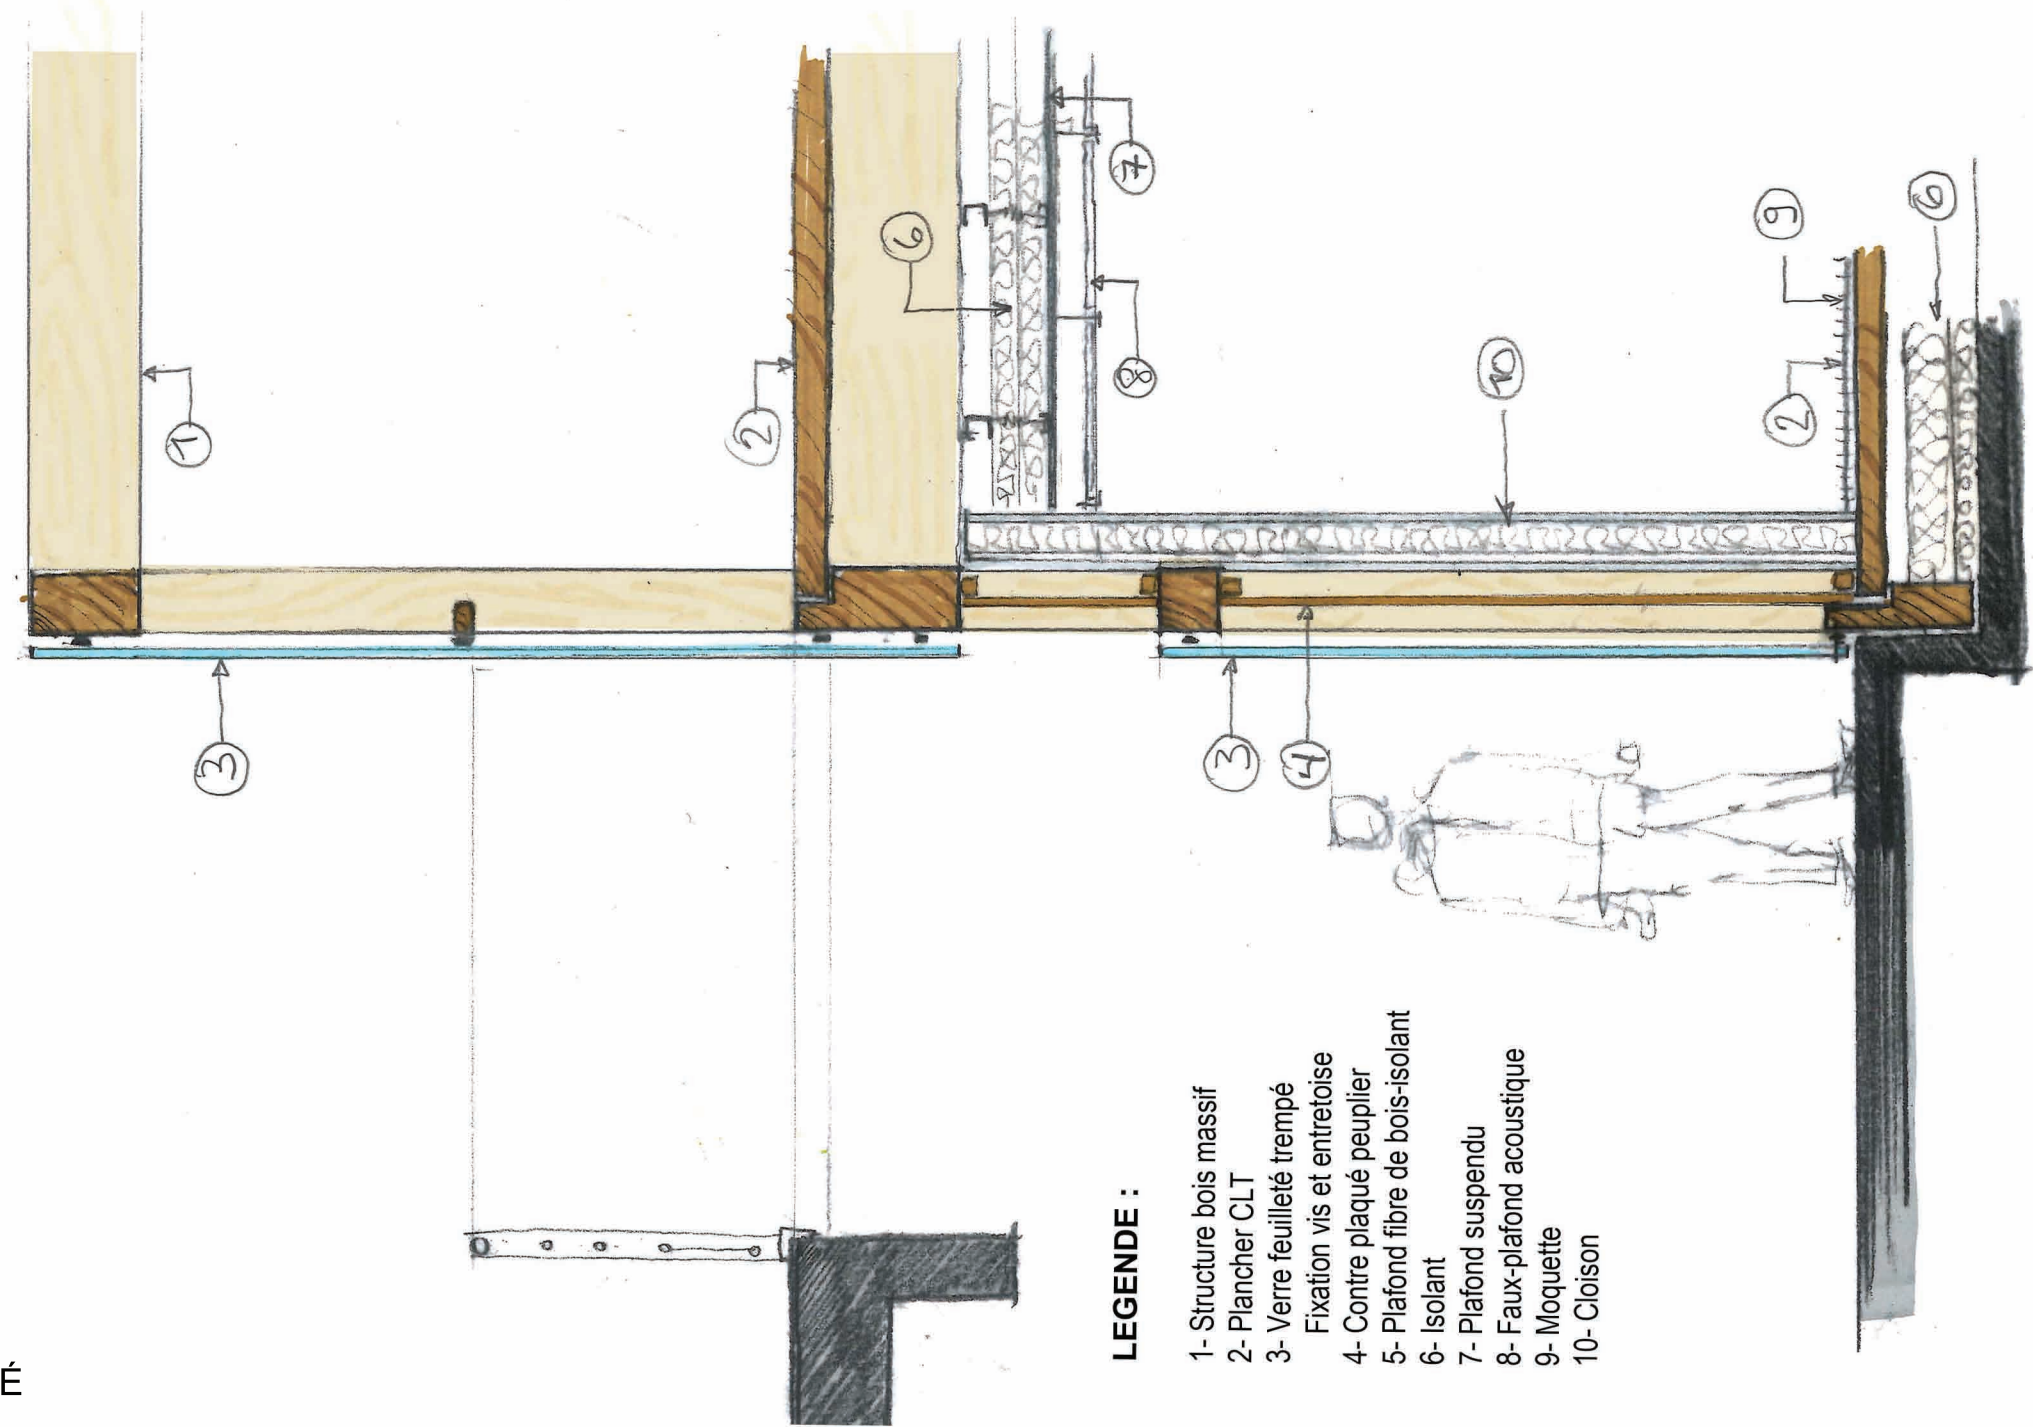 É
LEGENDE :
1- Structure bois massif
2- Plancher CLT
3- Verre feuilleté trempé
Fixation vis et entretoise
4- Contre plaqué peuplier
5- Plafond fibre de bois-isolant
6- Isolant
7- Plafond suspendu
8- Faux-plafond acoustique
9- Moquette
10- Cloison
3
1
2
6
7
8
3
4
10
2
9
6